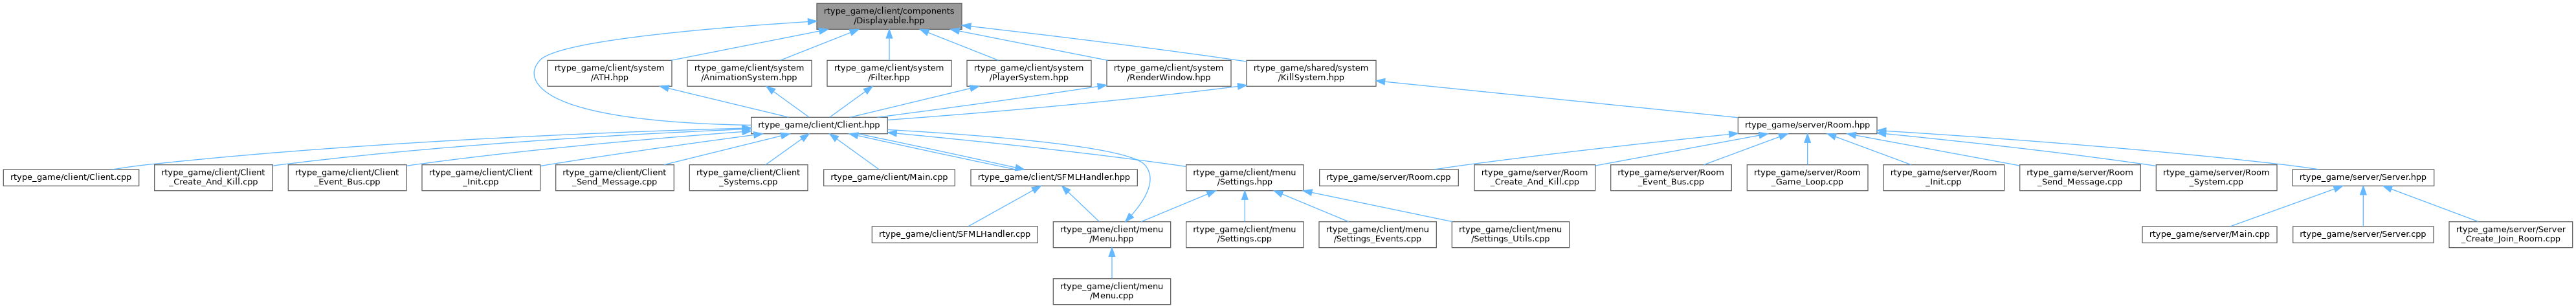 rtype_game/client/components
/Displayable.hpp
rtype_game/client/system
/ATH.hpp
rtype_game/client/system
/AnimationSystem.hpp
rtype_game/client/system
/Filter.hpp
rtype_game/client/system
/PlayerSystem.hpp
rtype_game/client/system
/RenderWindow.hpp
rtype_game/shared/system
/KillSystem.hpp
rtype_game/client/Client.hpp
rtype_game/server/Room.hpp
rtype_game/client/Client.cpp
rtype_game/client/Client
_Create_And_Kill.cpp
rtype_game/client/Client
_Event_Bus.cpp
rtype_game/client/Client
_Init.cpp
rtype_game/client/Client
_Send_Message.cpp
rtype_game/client/Client
_Systems.cpp
rtype_game/client/Main.cpp
rtype_game/client/SFMLHandler.hpp
rtype_game/client/menu
/Settings.hpp
rtype_game/server/Room.cpp
rtype_game/server/Room
_Create_And_Kill.cpp
rtype_game/server/Room
_Event_Bus.cpp
rtype_game/server/Room
_Game_Loop.cpp
rtype_game/server/Room
_Init.cpp
rtype_game/server/Room
_Send_Message.cpp
rtype_game/server/Room
_System.cpp
rtype_game/server/Server.hpp
rtype_game/client/SFMLHandler.cpp
rtype_game/client/menu
/Menu.hpp
rtype_game/client/menu
/Settings.cpp
rtype_game/client/menu
/Settings_Events.cpp
rtype_game/client/menu
/Settings_Utils.cpp
rtype_game/server/Main.cpp
rtype_game/server/Server.cpp
rtype_game/server/Server
_Create_Join_Room.cpp
rtype_game/client/menu
/Menu.cpp